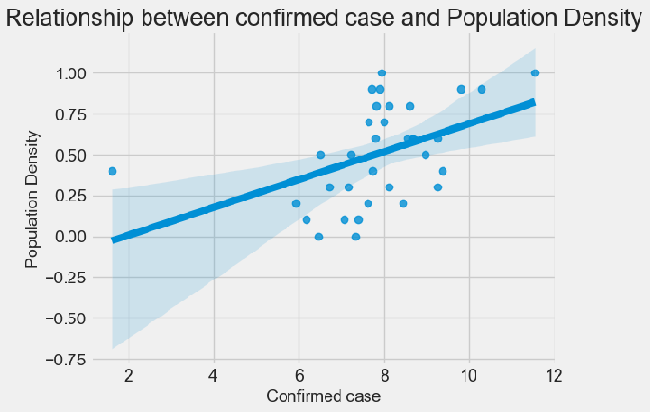 Relationship between confirmed case and Population Density
1.00
0.75
0.50
0.25
0.00
−0.25
−0.50
−0.75
Population Density
2 4 6 8 10 12
Confirmed case